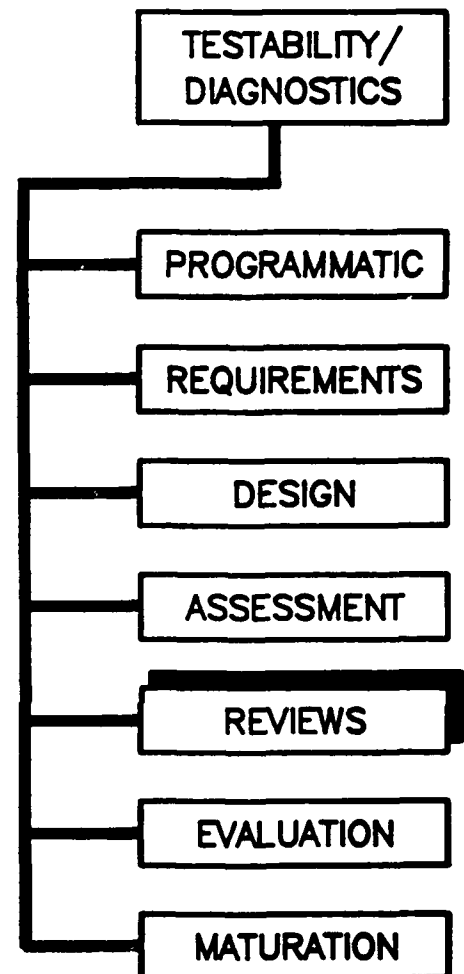 TESTABILITY/
DIAGNOSTICS
PROGRAMMATIC
REQUIREMENTS
DESIGN
ASSESSMENT
REVIEWS
EVALUATION
MATURATION